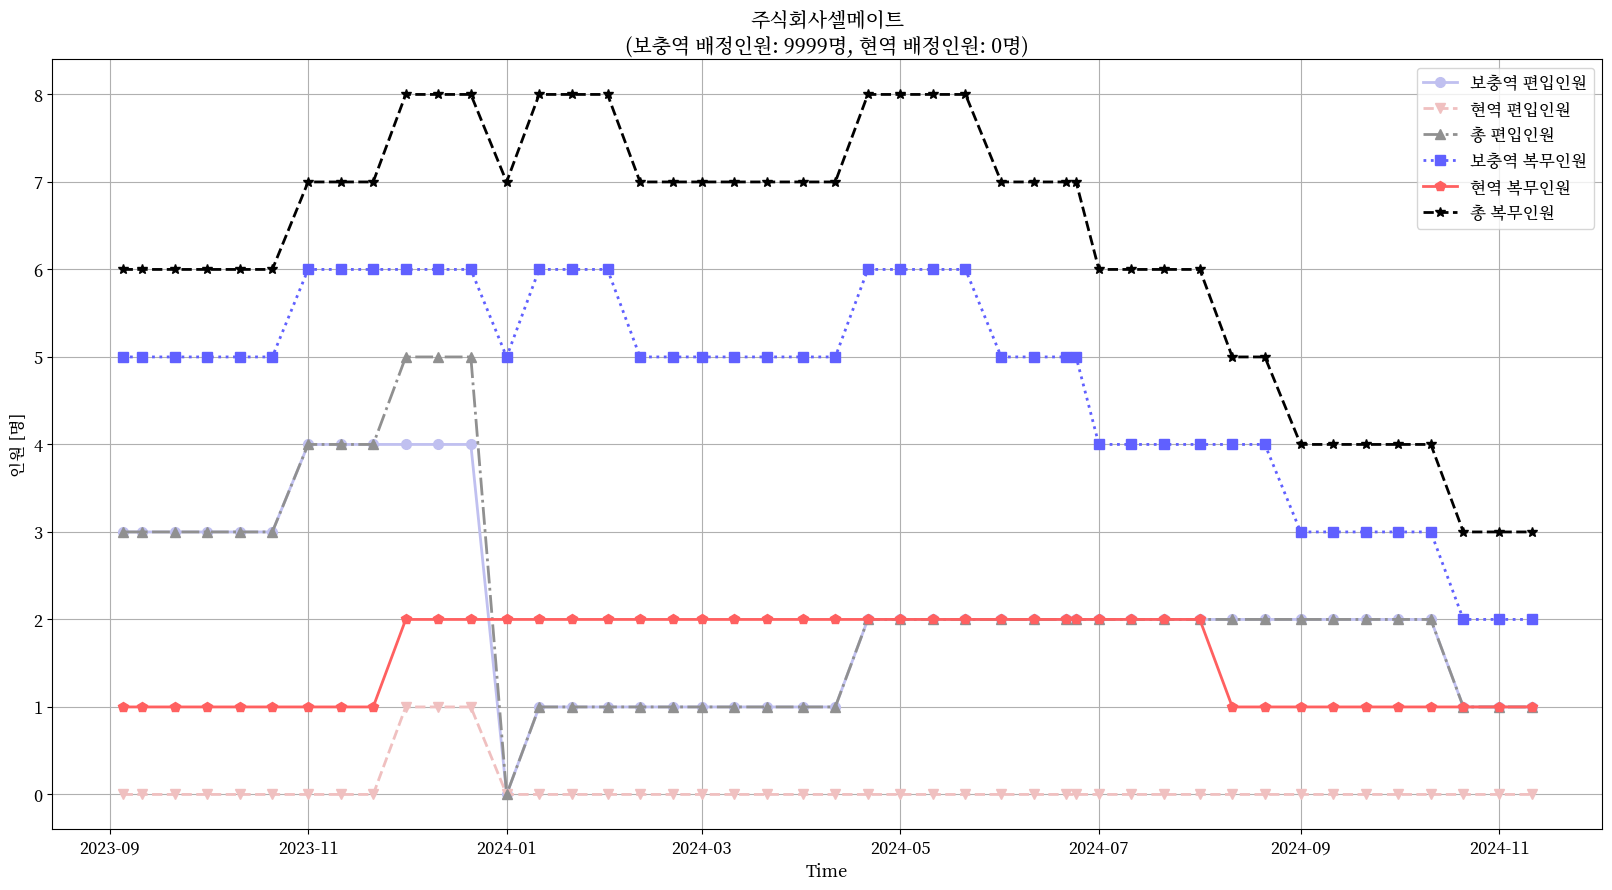 주식회사셀메이트
(보충역 배정인원: 9999명, 현역 배정인원: 0명)
보충역 편입인원
현역 편입인원
총 편입인원
보충역 복무인원
현역 복무인원
총 복무인원
인원 [명]
8
7
6
5
4
3
2
1
0
2023-09
2023-11
2024-01
2024-03
2024-05
2024-07
2024-09
2024-11
Time